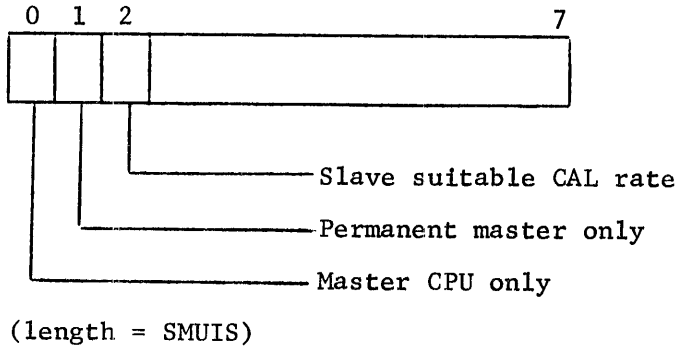 0 1 2 7
Slave suitable CAL rate
Permanent master only
Master CPU only
(length = SMUIS)